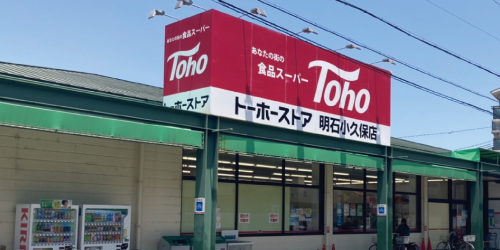 あなたの街の食品スーパー
Toho
トーホーストア
あなたの街の
食品スーパー
Toho
トーホーストア 明石小久保店
KIRIN